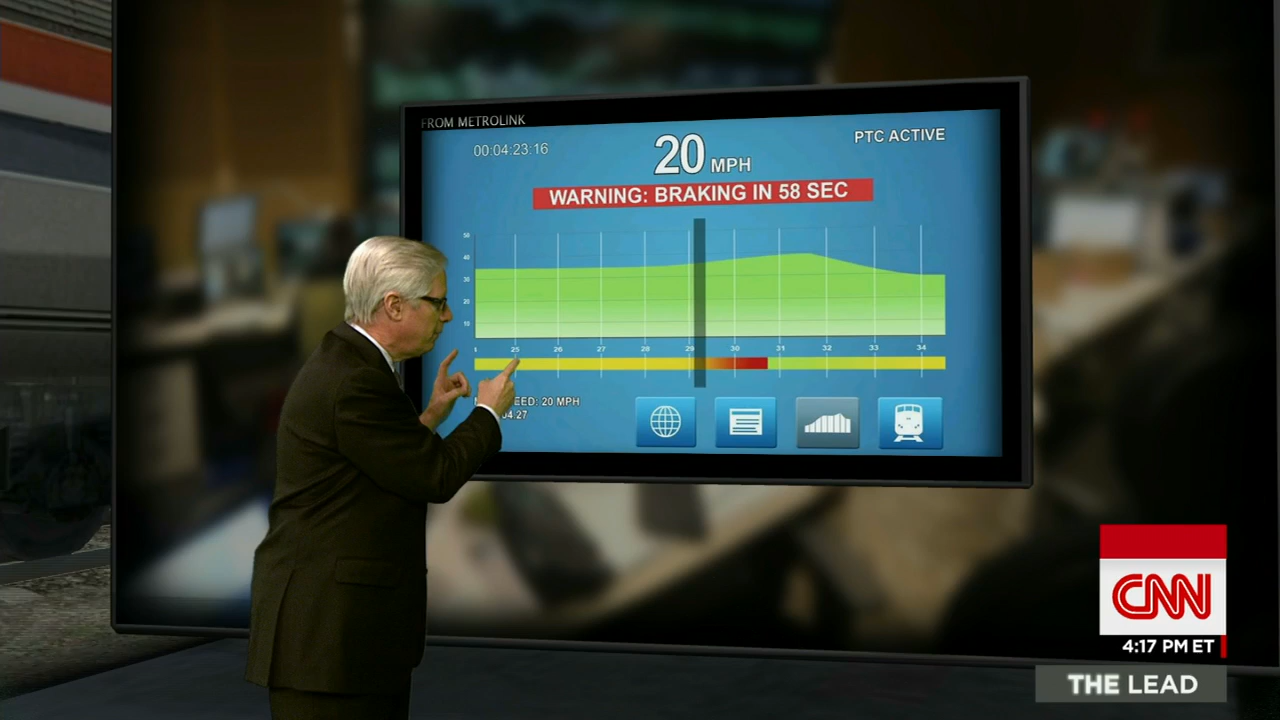 FROM METROLINK
00:04:23:16
20 MPH
PTC ACTIVE
WARNING: BRAKING IN 58 SEC
50
40
30
20
10
25 26 27 28 29 30 31 32 33 34
EED: 20 MPH
04 27
CNN
4:17 PM ET
THE LEAD